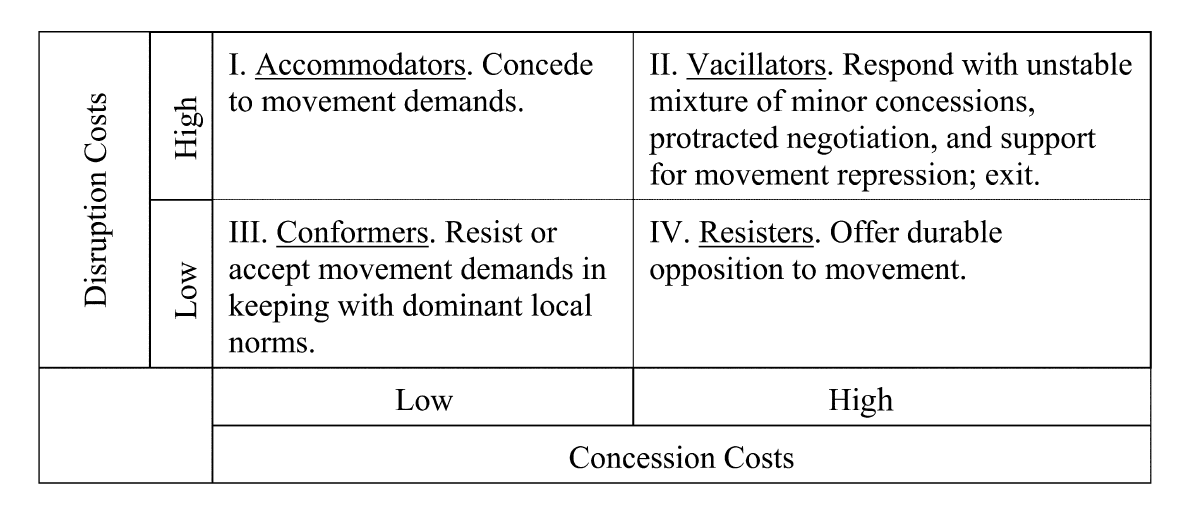 Disruption Costs
High
I. Accommodators. Concede
to movement demands.
II. Vacillators. Respond with unstable
mixture of minor concessions,
protracted negotiation, and support
for movement repression; exit.
Low
III. Conformers. Resist or
accept movement demands in
keeping with dominant local
norms.
IV. Resisters. Offer durable
opposition to movement.
Low
High
Concession Costs